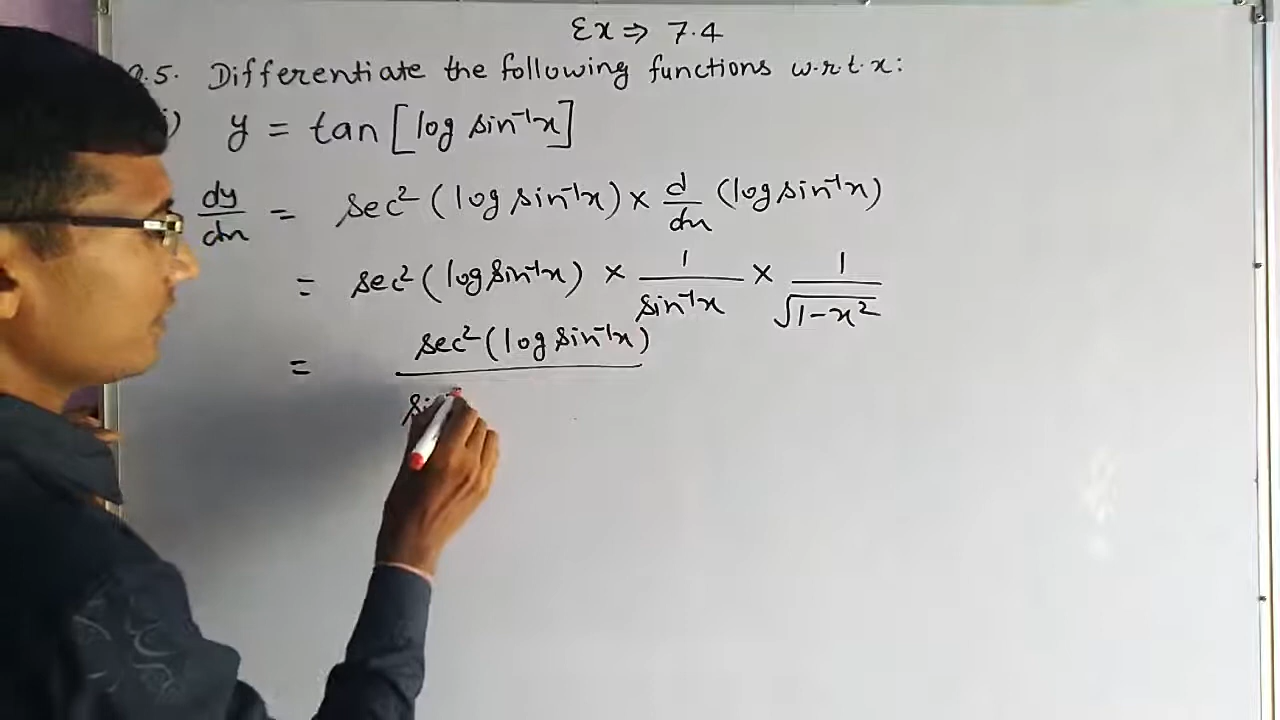 Ex ⇒ 7.4
Q.5. Differentiate the following functions w.r.t.x:
i) y = tan [log sin⁻¹x]
dy/dx = sec² (log sin⁻¹x) × d/dx (log sin⁻¹x)
= sec² (log sin⁻¹x) × 1/sin⁻¹x × 1/√1-x²
= sec² (log sin⁻¹x)